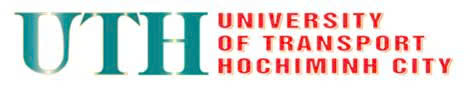 UTH
UNIVERSITY
OF TRANSPORT
HOCHIMINH CITY